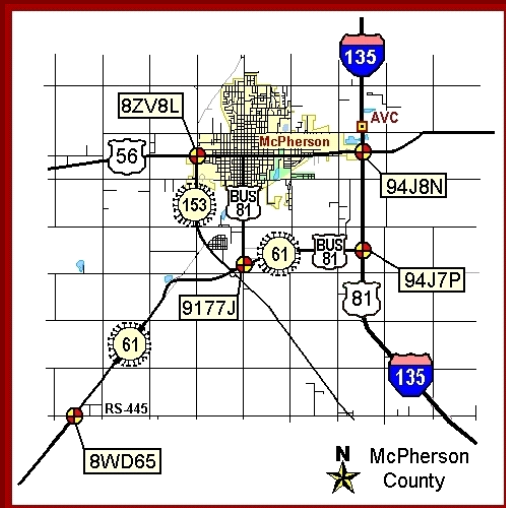 135
8ZV8L
AVC
McPherson
56
94J8N
153
BUS
81
61
BUS
81
94J7P
9177J
81
61
135
RS-445
8WD65
N McPherson
County